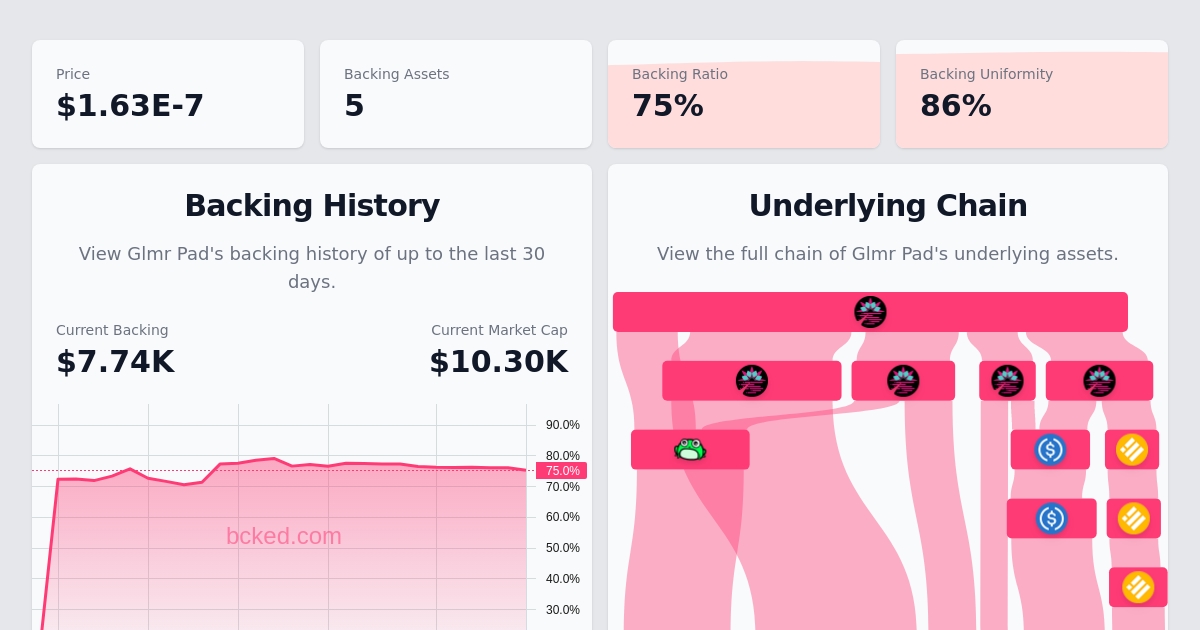 Price
$1.63E-7
Backing Assets
5
Backing Ratio
75%
Backing Uniformity
86%
Backing History
View Glmr Pad's backing history of up to the last 30
days.
Current Backing
$7.74K
Current Market Cap
$10.30K
90.0%
80.0%
75.0%
70.0%
60.0%
50.0%
40.0%
30.0%
bcked.com
Underlying Chain
View the full chain of Glmr Pad's underlying assets.